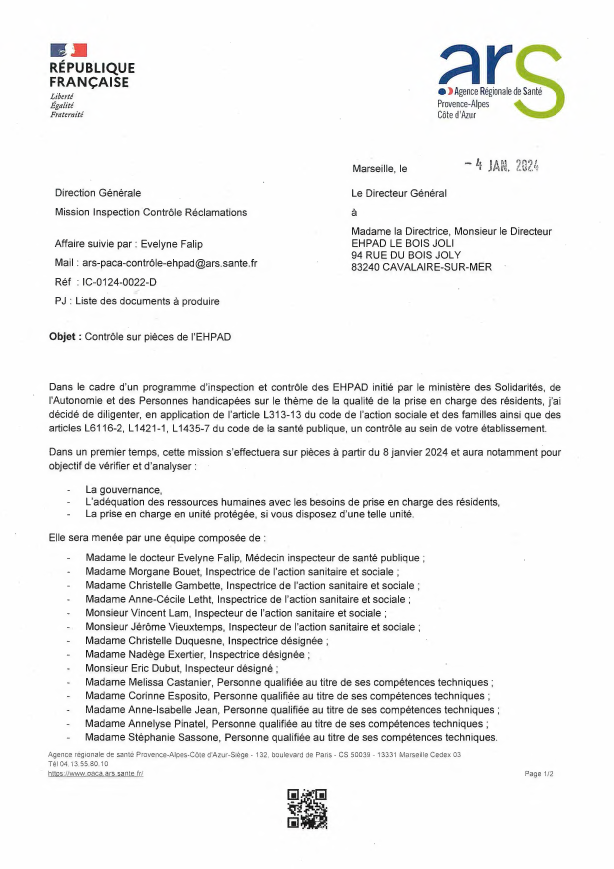 RÉPUBLIQUE
FRANÇAISE
Liberté
Égalité
Fraternité
ars
Agence Régionale de Santé
Provence-Alpes
Côte d'Azur
Marseille, le
- 4 JAN. 2024
Direction Générale
Mission Inspection Contrôle Réclamations
Affaire suivie par : Evelyne Falip
Mail : ars-paca-controle-ehpad@ars.sante.fr
Réf : IC-0124-0022-D
PJ : Liste des documents à produire
Le Directeur Général
à
Madame la Directrice, Monsieur le Directeur
EHPAD LE BOIS JOLI
94 RUE DU BOIS JOLY
83240 CAVALAIRE-SUR-MER
Objet : Contrôle sur pièces de l'EHPAD
Dans le cadre d'un programme d'inspection et contrôle des EHPAD initié par le ministère des Solidarités, de
l'Autonomie et des Personnes handicapées sur le thème de la qualité de la prise en charge des résidents, j'ai
décidé de diligenter, en application de l'article L313-13 du code de l'action sociale et des familles ainsi que des
articles L6116-2, L1421-1, L1435-7 du code de la santé publique, un contrôle au sein de votre établissement.
Dans un premier temps, cette mission s'effectuera sur pièces à partir du 8 janvier 2024 et aura notamment pour
objectif de vérifier et d'analyser :
- La gouvernance,
- L'adéquation des ressources humaines avec les besoins de prise en charge des résidents,
- La prise en charge en unité protégée, si vous disposez d'une telle unité.
Elle sera menée par une équipe composée de :
- Madame le docteur Evelyne Falip, Médecin inspecteur de santé publique ;
- Madame Morgane Bouet, Inspectrice de l'action sanitaire et sociale ;
- Madame Christelle Gambette, Inspectrice de l'action sanitaire et sociale ;
- Madame Anne-Cécile Letht, Inspectrice de l'action sanitaire et sociale ;
- Monsieur Vincent Lam, Inspecteur de l'action sanitaire et sociale ;
- Monsieur Jérôme Vieuxtemps, Inspecteur de l'action sanitaire et sociale ;
- Madame Christelle Duquesne, Inspectrice désignée ;
- Madame Nadège Exertier, Inspectrice désignée ;
- Monsieur Eric Dubut, Inspecteur désigné ;
- Madame Melissa Castanier, Personne qualifiée au titre de ses compétences techniques ;
- Madame Corinne Esposito, Personne qualifiée au titre de ses compétences techniques ;
- Madame Anne-Isabelle Jean, Personne qualifiée au titre de ses compétences techniques ;
- Madame Annelyse Pinatel, Personne qualifiée au titre de ses compétences techniques ;
- Madame Stéphanie Sassone, Personne qualifiée au titre de ses compétences techniques.
Agence régionale de santé Provence-Alpes-Côte d'Azur-Siège - 132, boulevard de Paris - CS 50039 - 13331 Marseille Cedex 03
Tél 04.13.55.80.10
https://www.paca.ars.sante.fr/
Page 1/2